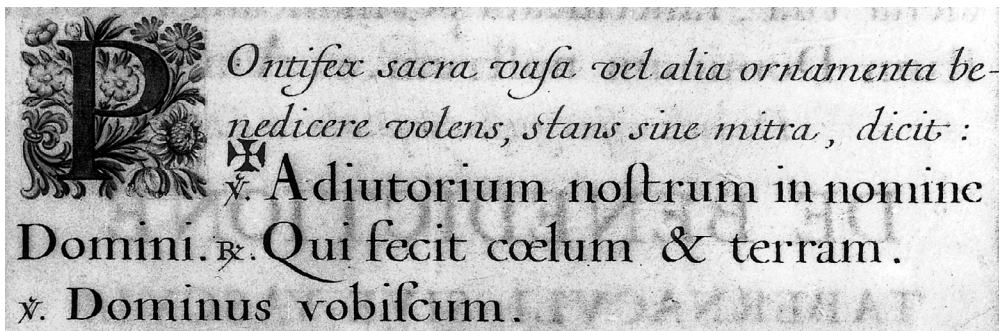 Pontifex sacra vaſa vel alia ornamenta be-
nedicere volens, ſtans sine mitra, dicit :
✠
℣. Adiutorium noſtrum in nomine
Domini. ℟. Qui fecit cœlum & terram.
℣. Dominus vobiſcum.